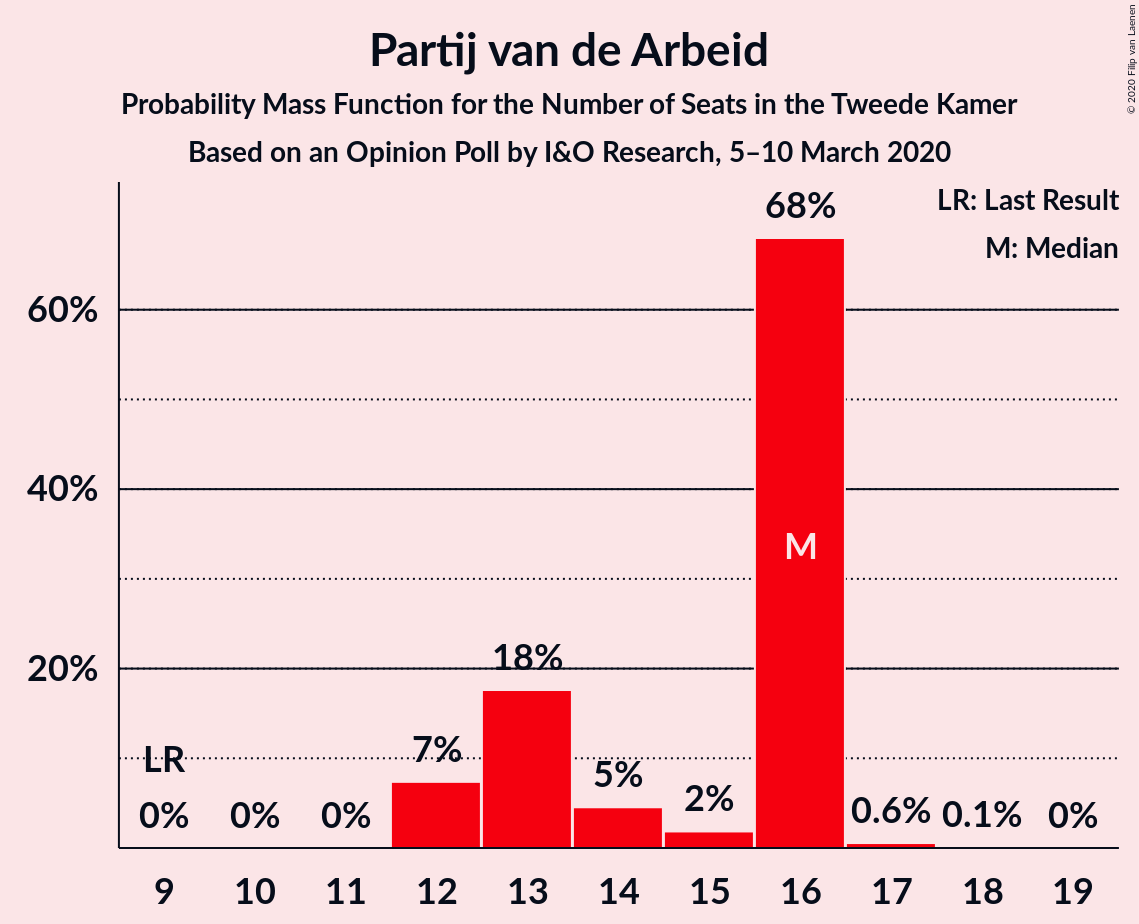 Partij van de Arbeid
Probability Mass Function for the Number of Seats in the Tweede Kamer
Based on an Opinion Poll by I&O Research, 5–10 March 2020
© 2020 Filip van Laenen
LR: Last Result
M: Median
68%
60%
40%
M
20%
18%
LR
7%
5%
2%
0%
0%
0%
0.6%
0.1%
0%
9 10 11 12 13 14 15 16 17 18 19